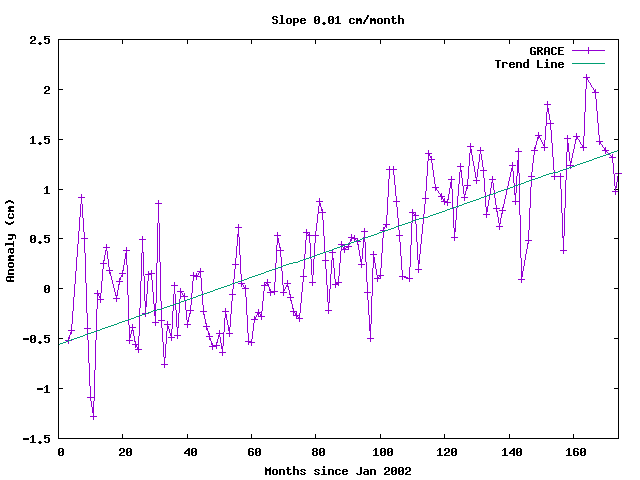 Slope 0.01 cm/month
GRACE
Trend Line
2.5
2
1.5
1
0.5
0
-0.5
-1
-1.5
Anomaly (cm)
0 20 40 60 80 100 120 140 160
Months since Jan 2002